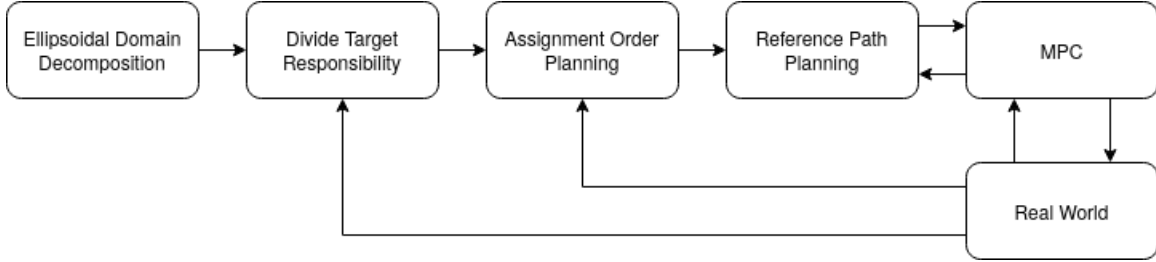 Ellipsoidal Domain
Decomposition
Divide Target
Responsibility
Assignment Order
Planning
Reference Path
Planning
MPC
Real World